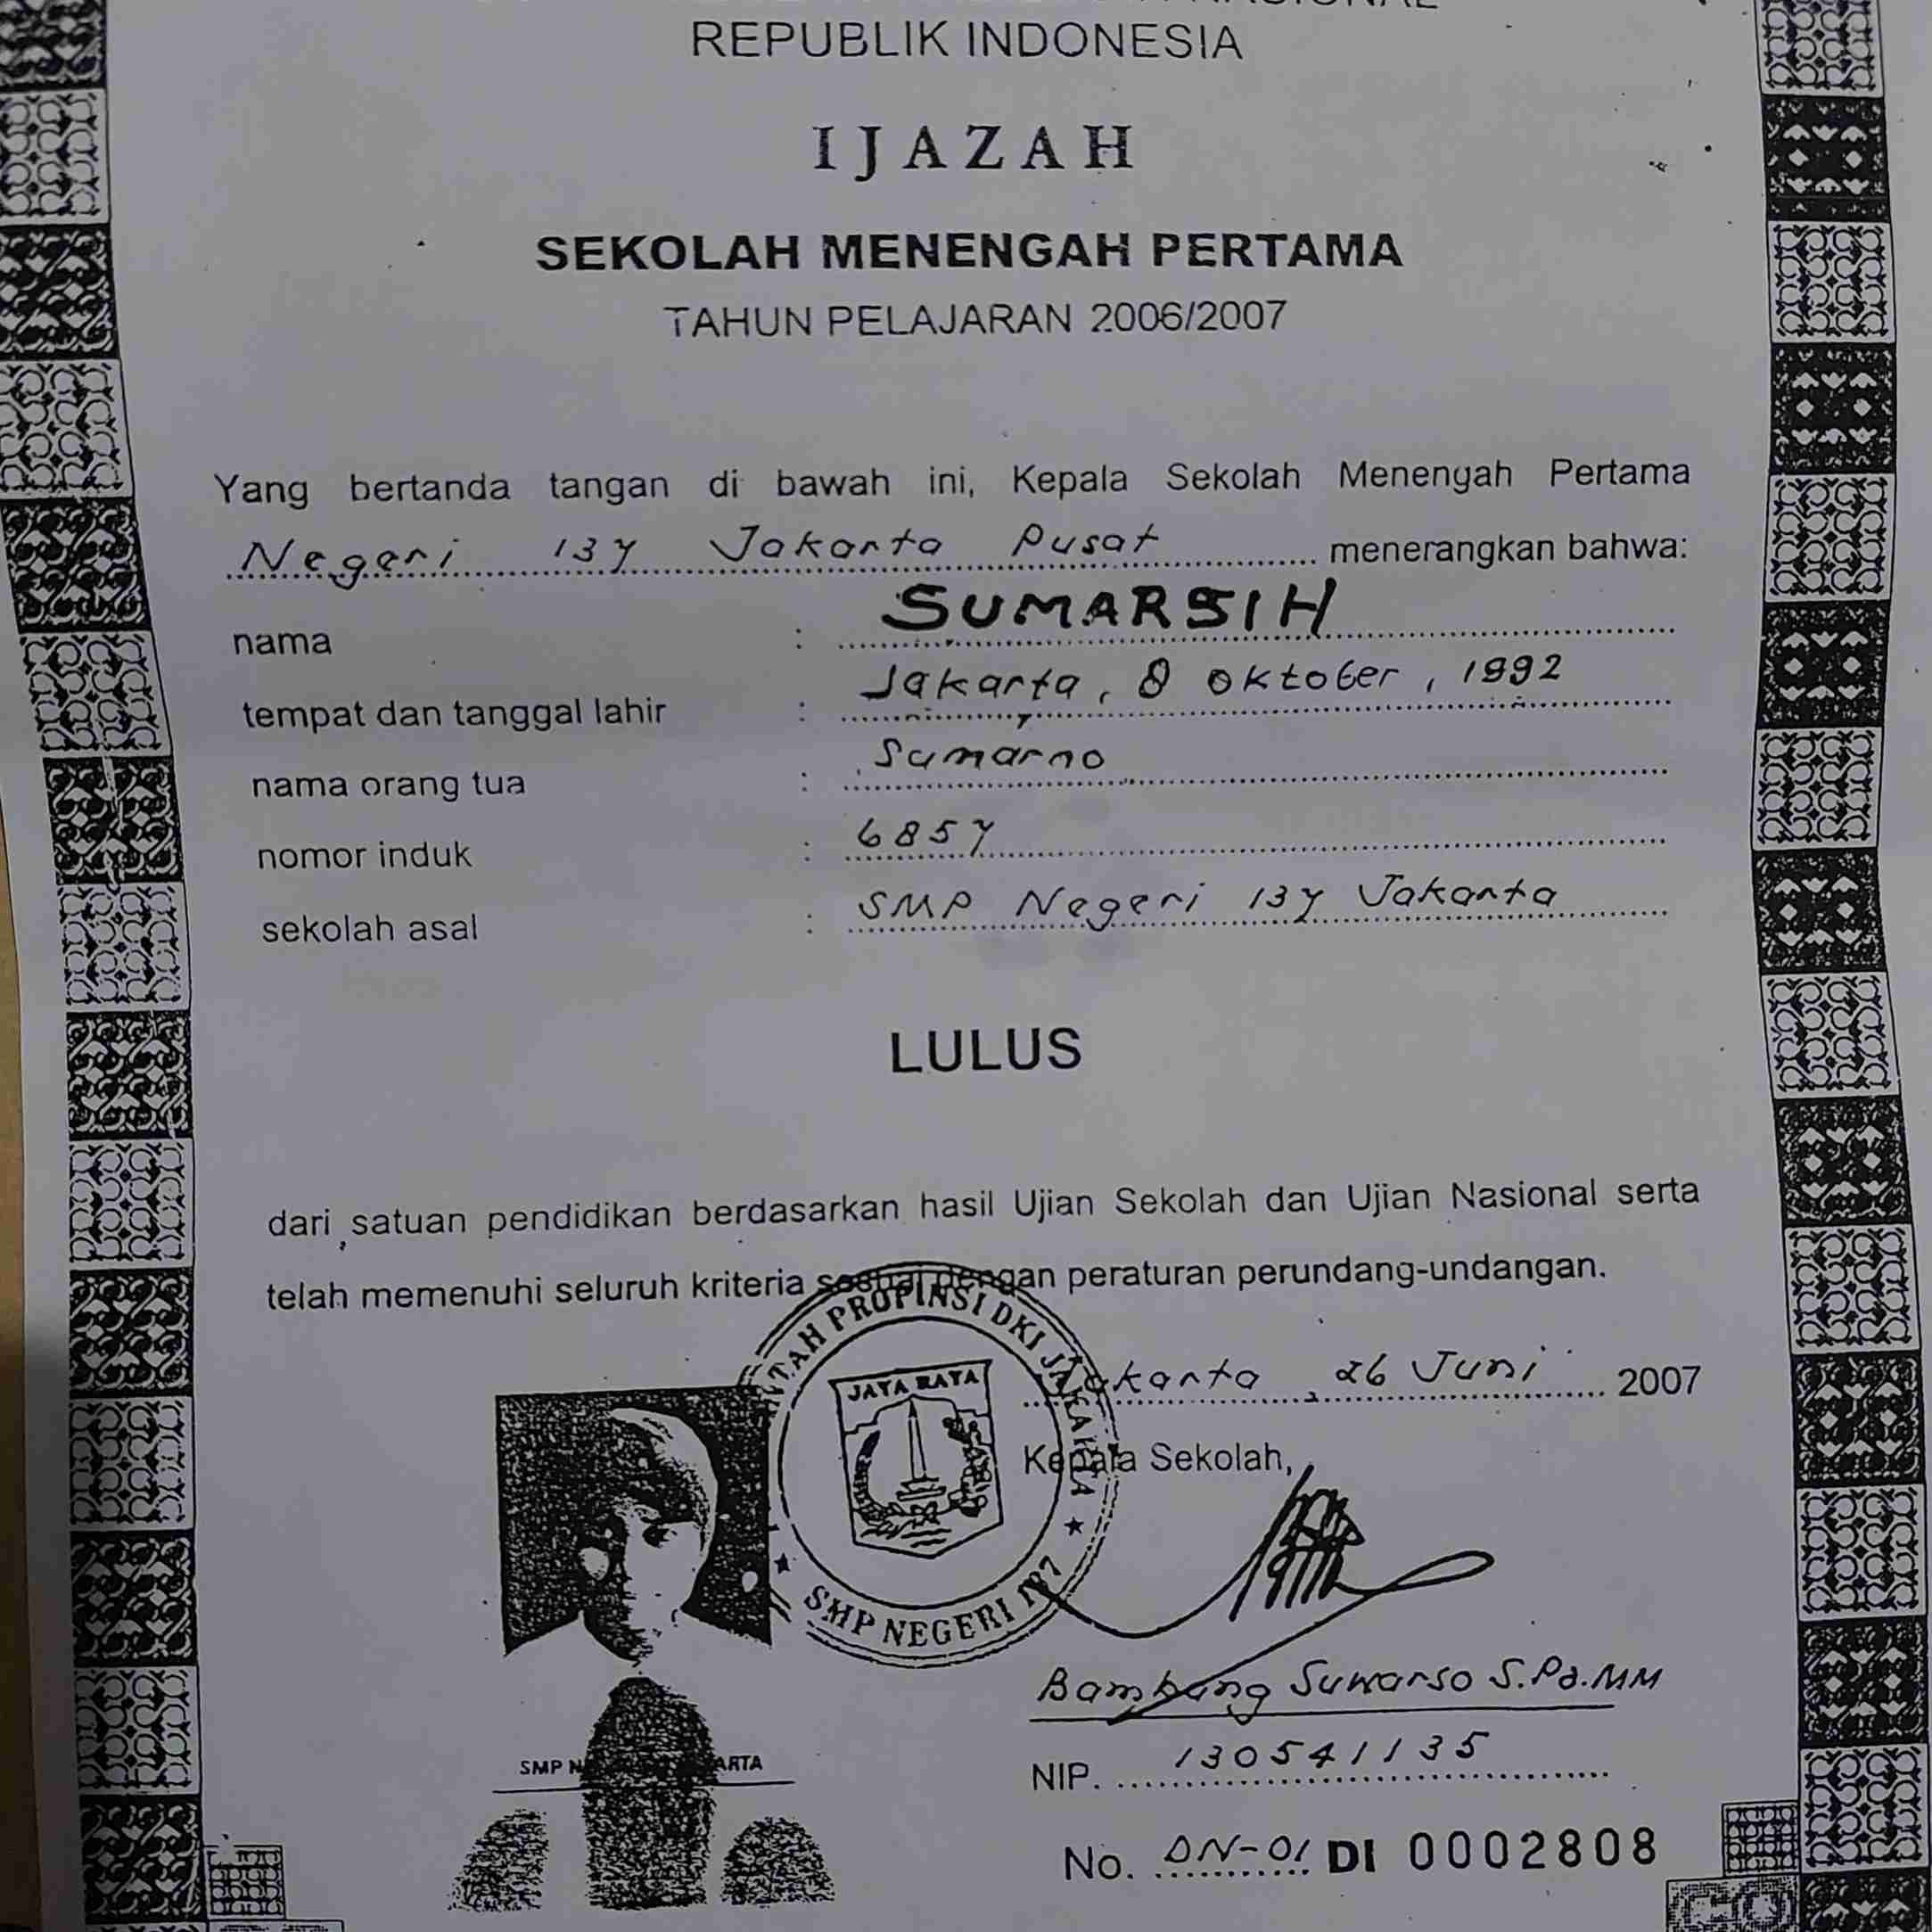 REPUBLIK INDONESIA
IJAZAH
SEKOLAH MENENGAH PERTAMA
TAHUN PELAJARAN 2006/2007
Yang bertanda tangan di bawah ini, Kepala Sekolah Menengah Pertama
Negeri 137 Jakarta Pusat menerangkan bahwa:
nama : SUMARSIH
tempat dan tanggal lahir : Jakarta, 8 Oktober, 1992
nama orang tua : Sumarno
nomor induk : 6857
sekolah asal : SMP Negeri 137 Jakarta
LULUS
dari satuan pendidikan berdasarkan hasil Ujian Sekolah dan Ujian Nasional serta
telah memenuhi seluruh kriteria sesuai dengan peraturan perundang-undangan.
PROPINSI DKI JAKARTA
JAYA RAYA
SMP NEGERI 137
Jakarta, 26 Juni 2007
Kepala Sekolah,
Bambang Suwarso S.Pd.MM
NIP. 130541135
SMP
No. DN-01 DI 0002808